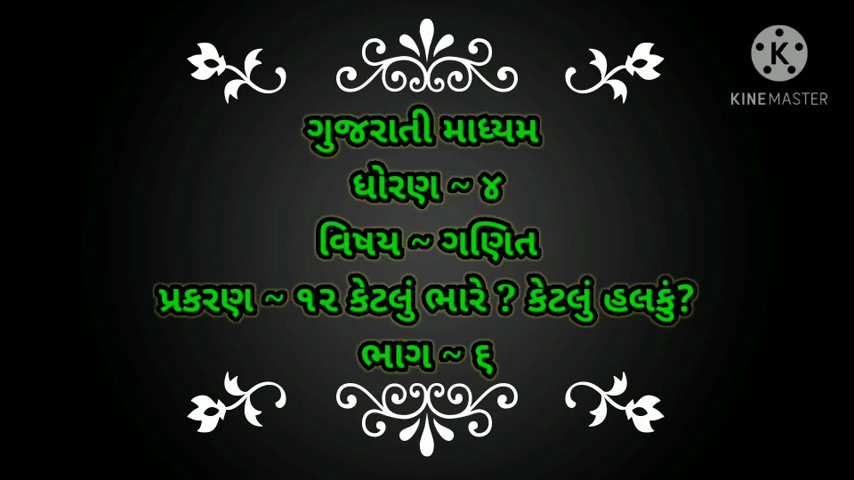 KINEMASTER
ગુજરાતી માધ્યમ
ધોરણ ~ ૪
વિષય ~ ગણિત
પ્રકરણ ~ ૧૨ કેટલું ભારે ? કેટલું હલકું?
ભાગ ~ ૬